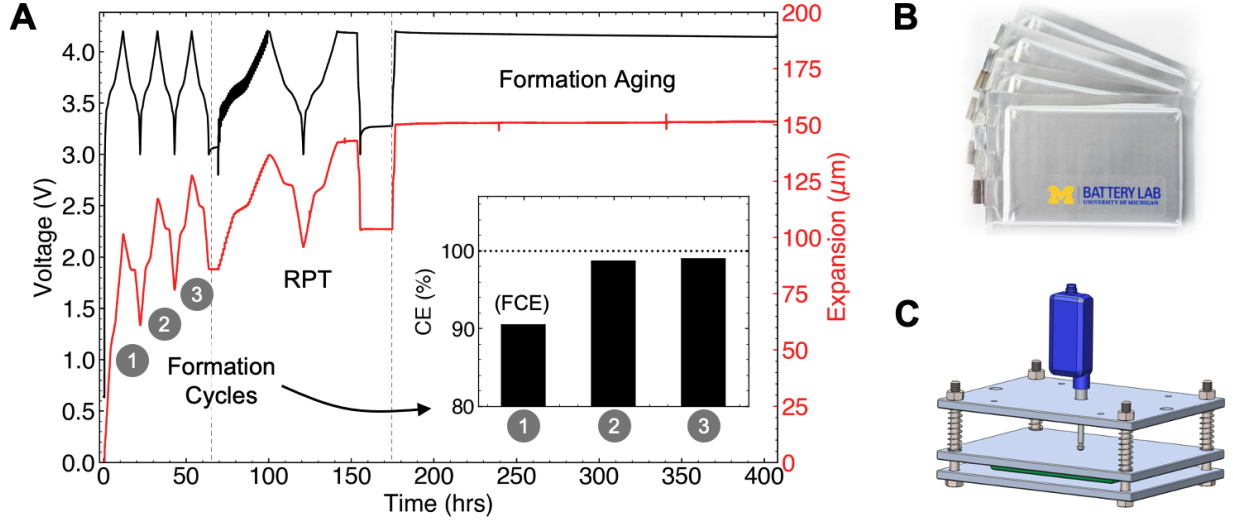 A
Voltage (V)
4.0
3.5
3.0
2.5
2.0
1.5
1.0
0.5
0.0
200
175
150
125
100
75
50
25
0
Expansion (μm)
Formation Aging
RPT
1
2
3
Formation
Cycles
CE (%)
100
90
80
(FCE)
1
2
3
0
50
100
150
200
250
300
350
400
Time (hrs)
B
M BATTERY LAB
UNIVERSITY OF MICHIGAN
C